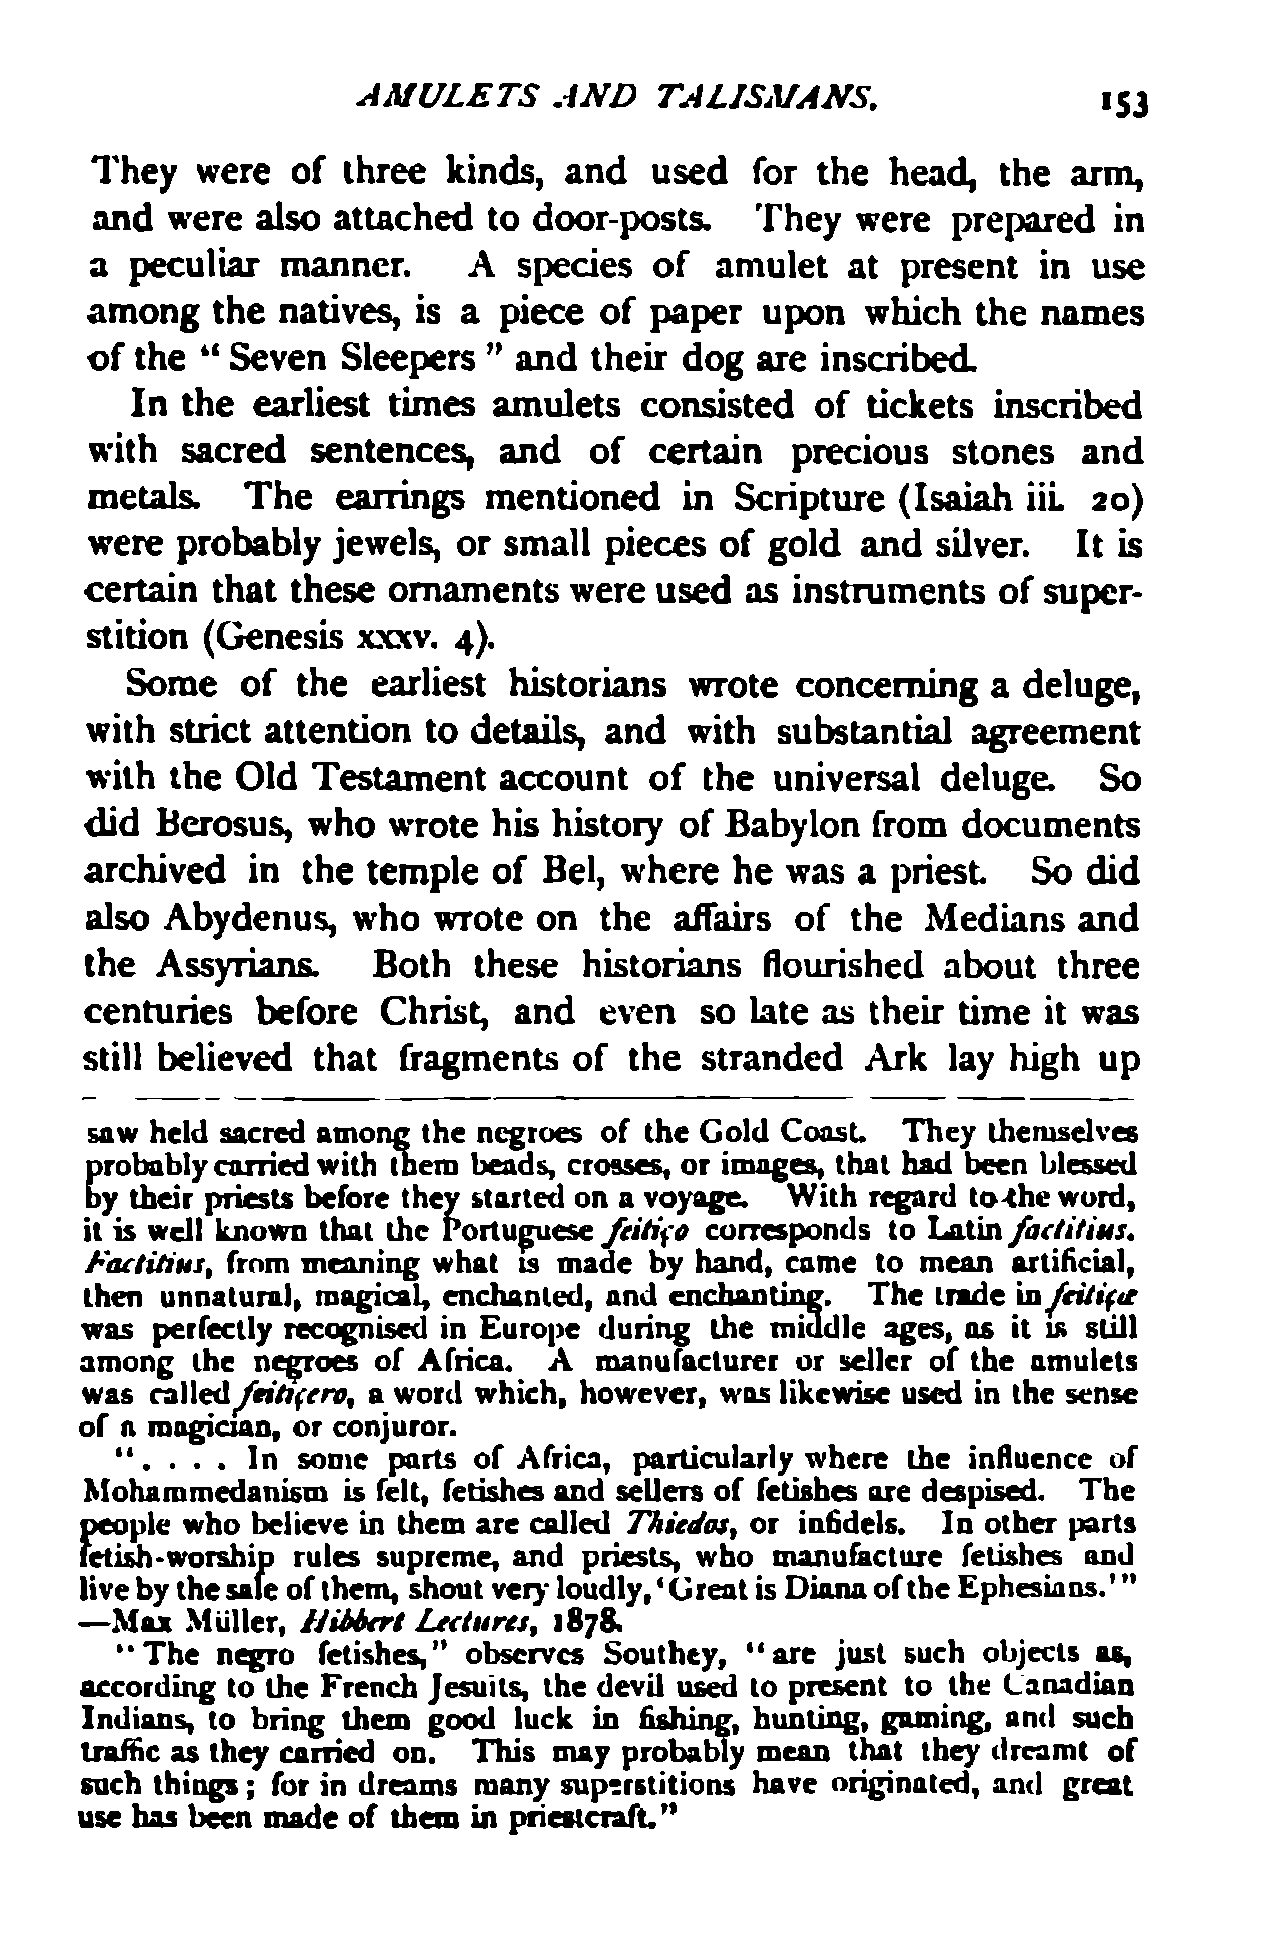 AMULETS AND TALISMANS. 153
They were of three kinds, and used for the head, the arm,
and were also attached to door-posts. They were prepared in
a peculiar manner. A species of amulet at present in use
among the natives, is a piece of paper upon which the names
of the “ Seven Sleepers ” and their dog are inscribed.
In the earliest times amulets consisted of tickets inscribed
with sacred sentences, and of certain precious stones and
metals. The earrings mentioned in Scripture (Isaiah iii. 20)
were probably jewels, or small pieces of gold and silver. It is
certain that these ornaments were used as instruments of super-
stition (Genesis xxxv. 4).
Some of the earliest historians wrote concerning a deluge,
with strict attention to details, and with substantial agreement
with the Old Testament account of the universal deluge. So
did Berosus, who wrote his history of Babylon from documents
archived in the temple of Bel, where he was a priest. So did
also Abydenus, who wrote on the affairs of the Medians and
the Assyrians. Both these historians flourished about three
centuries before Christ, and even so late as their time it was
still believed that fragments of the stranded Ark lay high up
saw held sacred among the negroes of the Gold Coast. They themselves
probably carried with them beads, crosses, or images, that had been blessed
by their priests before they started on a voyage. With regard to the word,
it is well known that the Portuguese feitiço corresponds to Latin factitius.
Factitius, from meaning what is made by hand, came to mean artificial,
then unnatural, magical, enchanted, and enchanting. The trade in feitiçæ
was perfectly recognised in Europe during the middle ages, as it is still
among the negroes of Africa. A manufacturer or seller of the amulets
was called feitiçero, a word which, however, was likewise used in the sense
of a magician, or conjuror.
“. . . . In some parts of Africa, particularly where the influence of
Mohammedanism is felt, fetishes and sellers of fetishes are despised. The
people who believe in them are called Thiedos, or infidels. In other parts
fetish-worship rules supreme, and priests, who manufacture fetishes and
live by the sale of them, shout very loudly, ‘Great is Diana of the Ephesians.’”
—Max Müller, Hibbert Lectures, 1878.
“The negro fetishes,” observes Southey, “are just such objects as,
according to the French Jesuits, the devil used to present to the Canadian
Indians, to bring them good luck in fishing, hunting, gaming, and such
traffic as they carried on. This may probably mean that they dreamt of
such things; for in dreams many superstitions have originated, and great
use has been made of them in priestcraft.”